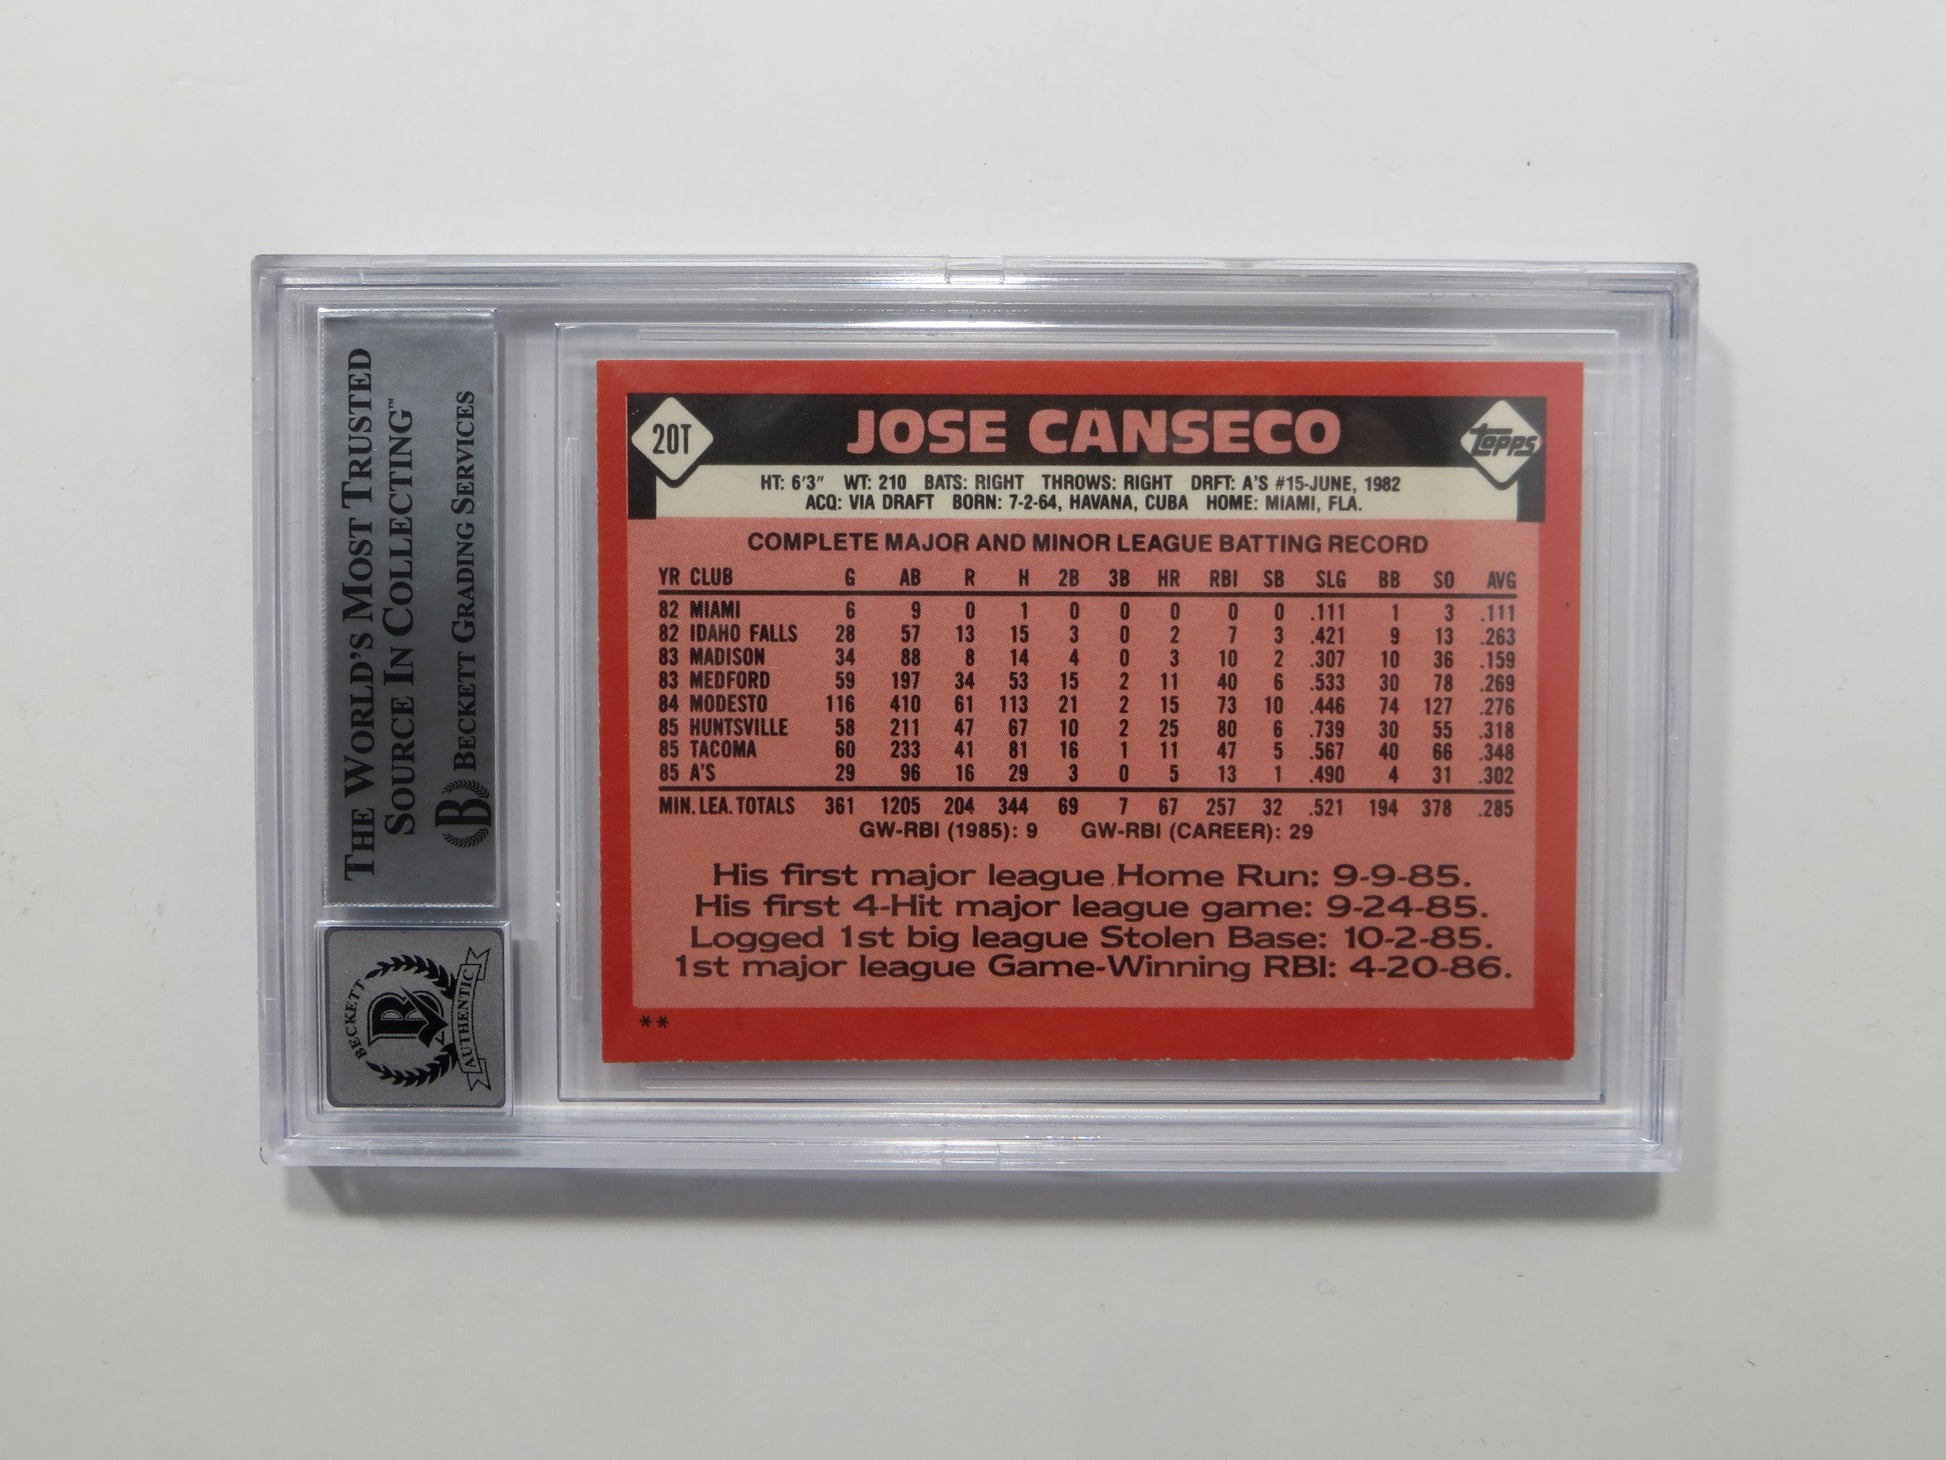 THE WORLD'S MOST TRUSTED
SOURCE IN COLLECTING™
B BECKETT GRADING SERVICES
BECKETT
B
AUTHENTIC
20T
JOSE CANSECO
topps
HT: 6'3" WT: 210 BATS: RIGHT THROWS: RIGHT DRFT: A'S #15-JUNE, 1982
ACQ: VIA DRAFT BORN: 7-2-64, HAVANA, CUBA HOME: MIAMI, FLA.
COMPLETE MAJOR AND MINOR LEAGUE BATTING RECORD
YR CLUB G AB R H 2B 3B HR RBI SB SLG BB SO AVG
82 MIAMI 6 9 0 1 0 0 0 0 0 .111 1 3 .111
82 IDAHO FALLS 28 57 13 15 3 0 2 7 3 .421 9 13 .263
83 MADISON 34 88 8 14 4 0 3 10 2 .307 10 36 .159
83 MEDFORD 59 197 34 53 15 2 11 40 6 .533 30 78 .269
84 MODESTO 116 410 61 113 21 2 15 73 10 .446 74 127 .276
85 HUNTSVILLE 58 211 47 67 10 2 25 80 6 .739 30 55 .318
85 TACOMA 60 233 41 81 16 1 11 47 5 .567 40 66 .348
85 A'S 29 96 16 29 3 0 5 13 1 .490 4 31 .302
MIN. LEA. TOTALS 361 1205 204 344 69 7 67 257 32 .521 194 378 .285
GW-RBI (1985): 9 GW-RBI (CAREER): 29
His first major league Home Run: 9-9-85.
His first 4-Hit major league game: 9-24-85.
Logged 1st big league Stolen Base: 10-2-85.
1st major league Game-Winning RBI: 4-20-86.
**